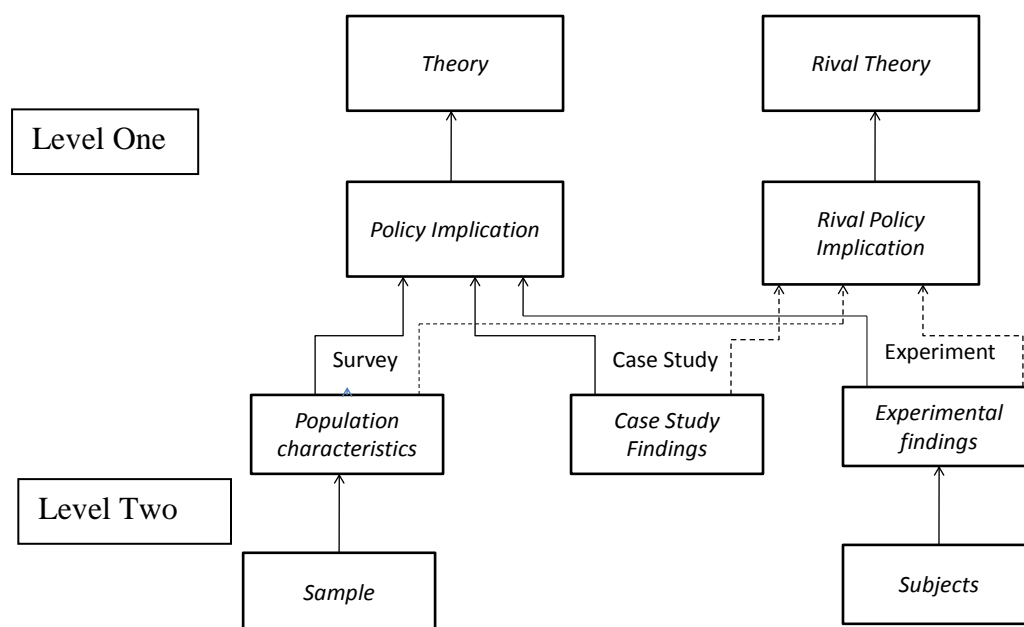 Theory
Rival Theory
Level One
Policy Implication
Rival Policy
Implication
Survey
Case Study
Experiment
Population
characteristics
Case Study
Findings
Experimental
findings
Level Two
Sample
Subjects